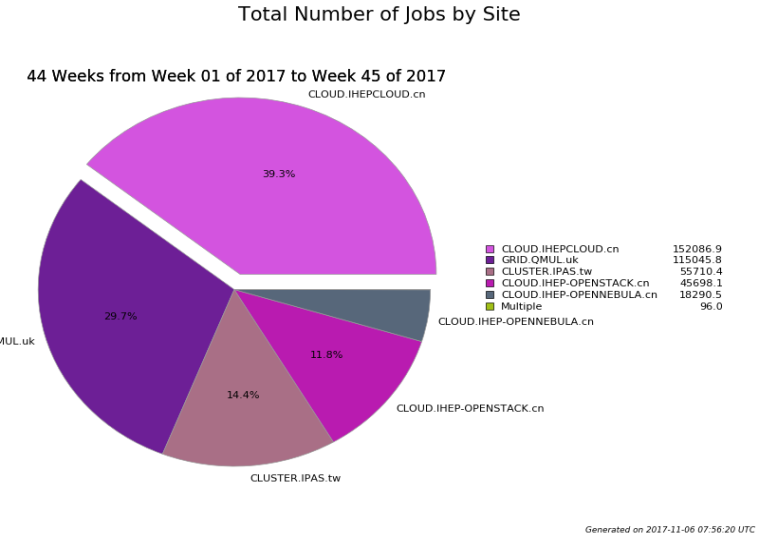 Total Number of Jobs by Site
44 Weeks from Week 01 of 2017 to Week 45 of 2017
CLOUD.IHEPCLOUD.cn
39.3%
CLOUD.IHEPCLOUD.cn 152086.9
GRID.QMUL.uk 115045.8
CLUSTER.IPAS.tw 55710.4
CLOUD.IHEP-OPENSTACK.cn 45698.1
CLOUD.IHEP-OPENNEBULA.cn 18290.5
Multiple 96.0
29.7%
CLOUD.IHEP-OPENNEBULA.cn
MUL.uk
11.8%
14.4%
CLOUD.IHEP-OPENSTACK.cn
CLUSTER.IPAS.tw
Generated on 2017-11-06 07:56:20 UTC